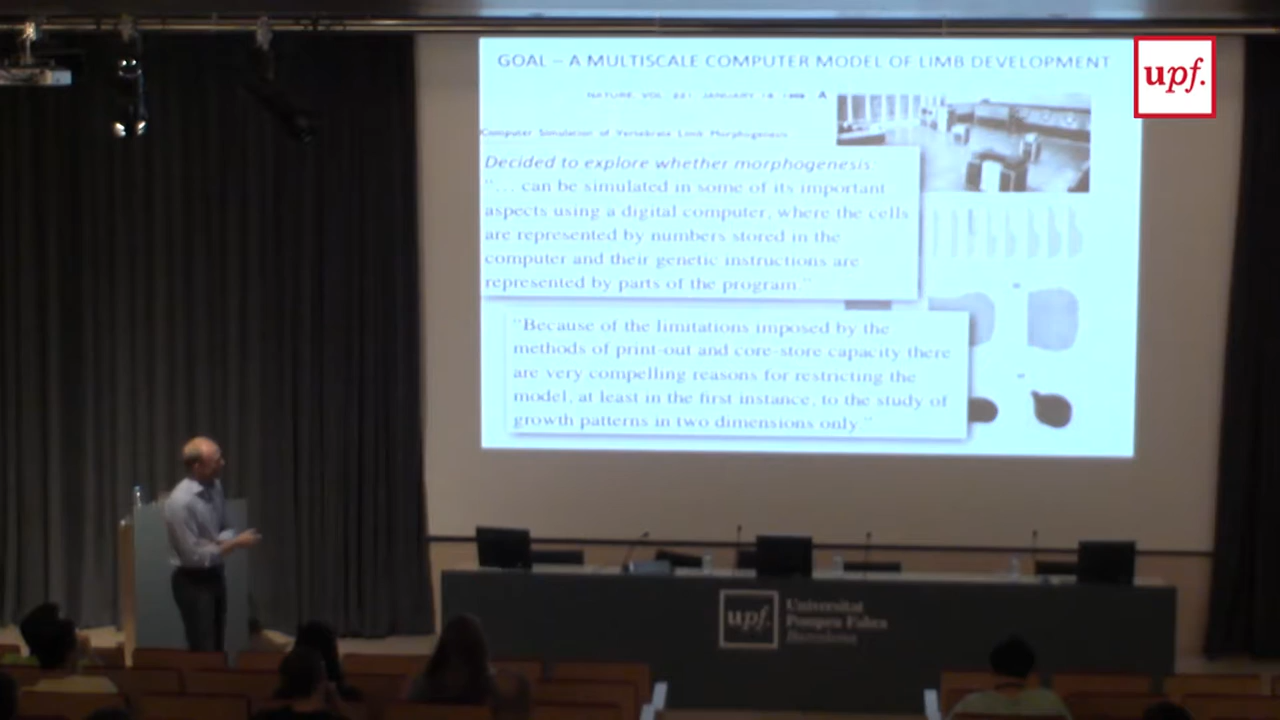 GOAL – A MULTISCALE COMPUTER MODEL OF LIMB DEVELOPMENT
upf.
NATURE, VOL. 221, JANUARY A
Computer Simulation of Vertebrate Limb Morphogenesis
Decided to explore whether morphogenesis:
"... can be simulated in some of its important
aspects using a digital computer, where the cells
are represented by numbers stored in the
computer and their genetic instructions are
represented by parts of the program."
"Because of the limitations imposed by the
methods of print-out and core-store capacity there
are very compelling reasons for restricting the
model, at least in the first instance, to the study of
growth patterns in two dimensions only."
upf.
Universitat
Pompeu Fabra
Barcelona